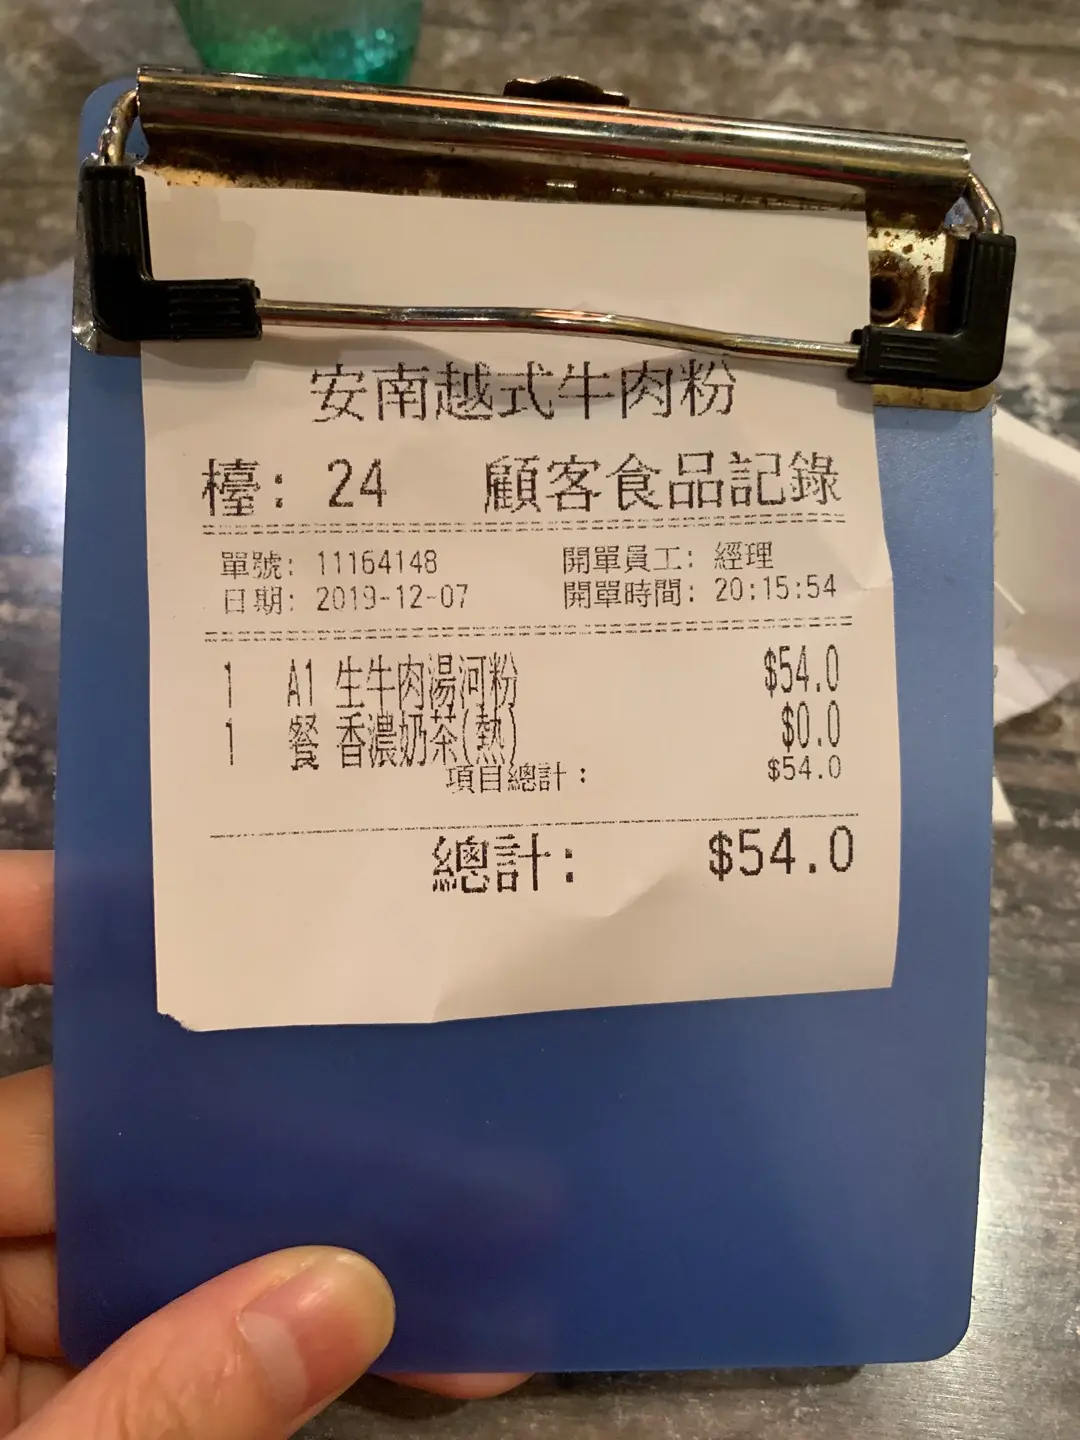 安南越式牛肉粉
檯: 24 顧客食品記錄
單號: 11164148 開單員工: 經理
日期: 2019-12-07 開單時間: 20:15:54
1 A1 生牛肉湯河粉 $54.0
1 餐 香濃奶茶(熱) $0.0
項目總計: $54.0
總計: $54.0